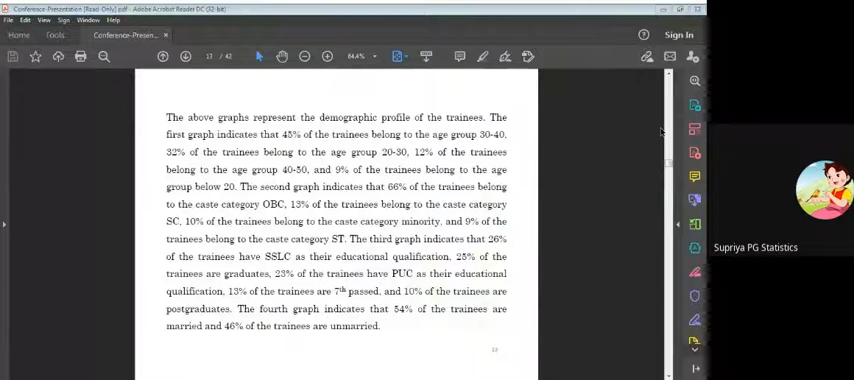 Conference-Presentation [Read-Only].pdf - Adobe Acrobat Reader DC (32-bit)
File Edit View Sign Window Help
Home Tools Conference-Presen... ×
Sign In
13 / 42
64.4%
The above graphs represent the demographic profile of the trainees. The
first graph indicates that 45% of the trainees belong to the age group 30-40,
32% of the trainees belong to the age group 20-30, 12% of the trainees
belong to the age group 40-50, and 9% of the trainees belong to the age
group below 20. The second graph indicates that 66% of the trainees belong
to the caste category OBC, 13% of the trainees belong to the caste category
SC, 10% of the trainees belong to the caste category minority, and 9% of the
trainees belong to the caste category ST. The third graph indicates that 26%
of the trainees have SSLC as their educational qualification, 25% of the
trainees are graduates, 23% of the trainees have PUC as their educational
qualification, 13% of the trainees are 7th passed, and 10% of the trainees are
postgraduates. The fourth graph indicates that 54% of the trainees are
married and 46% of the trainees are unmarried.
13
Supriya PG Statistics